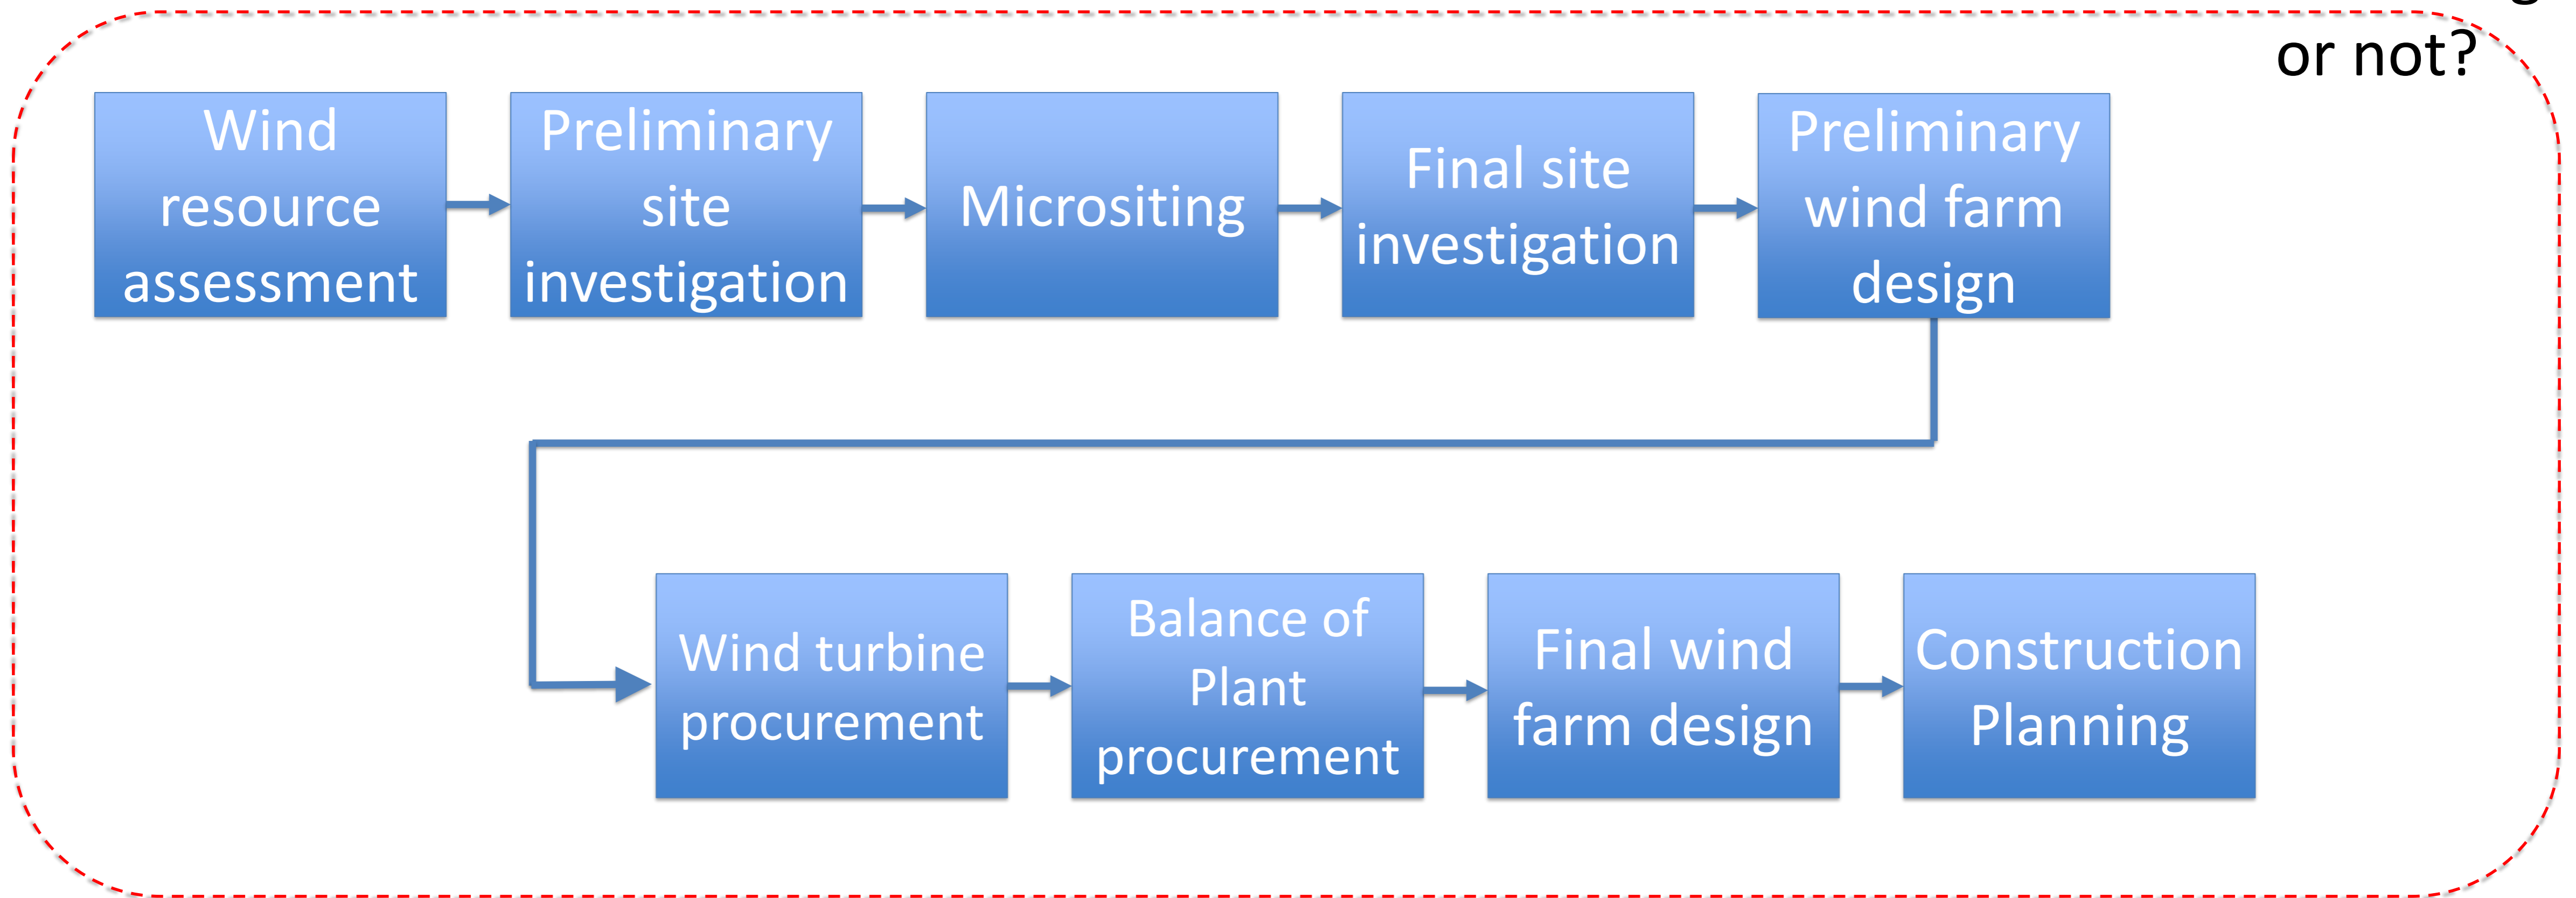 or not?
Wind
resource
assessment
Preliminary
site
investigation
Micrositing
Final site
investigation
Preliminary
wind farm
design
Wind turbine
procurement
Balance of
Plant
procurement
Final wind
farm design
Construction
Planning